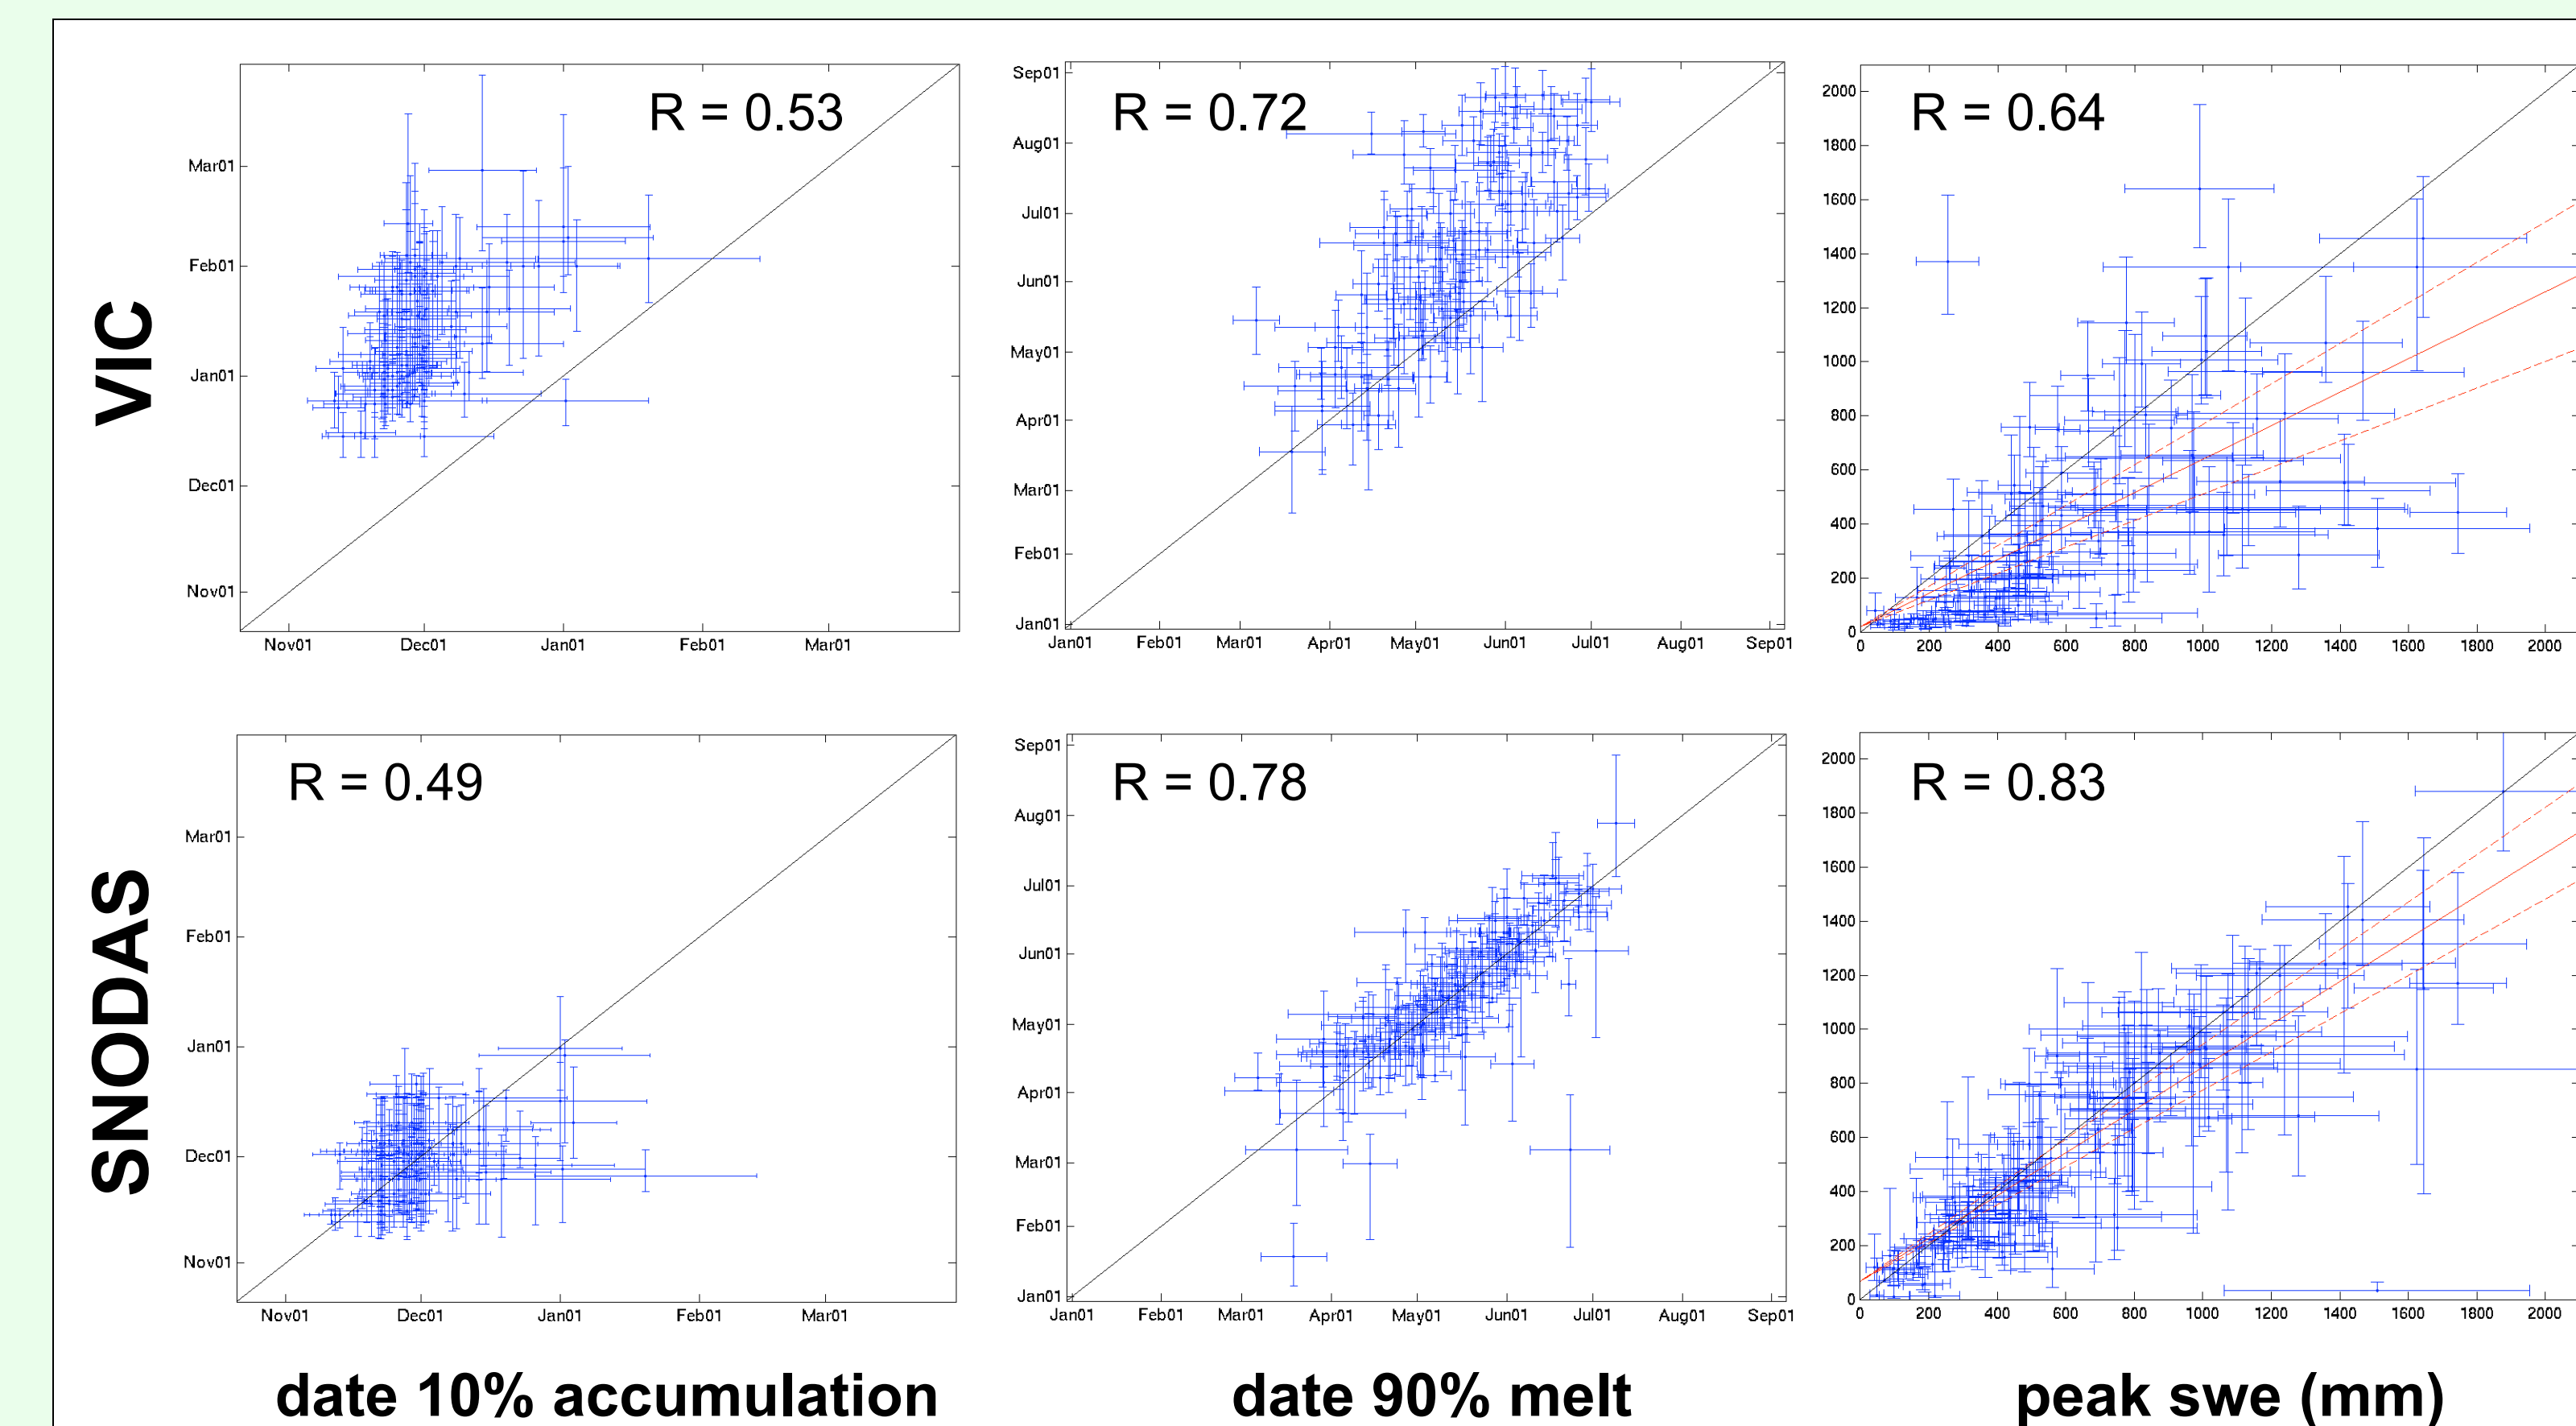 VIC
R = 0.53
Mar01
Feb01
Jan01
Dec01
Nov01
Nov01 Dec01 Jan01 Feb01 Mar01
R = 0.72
Sep01
Aug01
Jul01
Jun01
May01
Apr01
Mar01
Feb01
Jan01
Jan01 Feb01 Mar01 Apr01 May01 Jun01 Jul01 Aug01 Sep01
R = 0.64
2000
1800
1600
1400
1200
1000
800
600
400
200
0
0 200 400 600 800 1000 1200 1400 1600 1800 2000
SNODAS
R = 0.49
Mar01
Feb01
Jan01
Dec01
Nov01
Nov01 Dec01 Jan01 Feb01 Mar01
R = 0.78
Sep01
Aug01
Jul01
Jun01
May01
Apr01
Mar01
Feb01
Jan01
Jan01 Feb01 Mar01 Apr01 May01 Jun01 Jul01 Aug01 Sep01
R = 0.83
2000
1800
1600
1400
1200
1000
800
600
400
200
0
0 200 400 600 800 1000 1200 1400 1600 1800 2000
date 10% accumulation
date 90% melt
peak swe (mm)